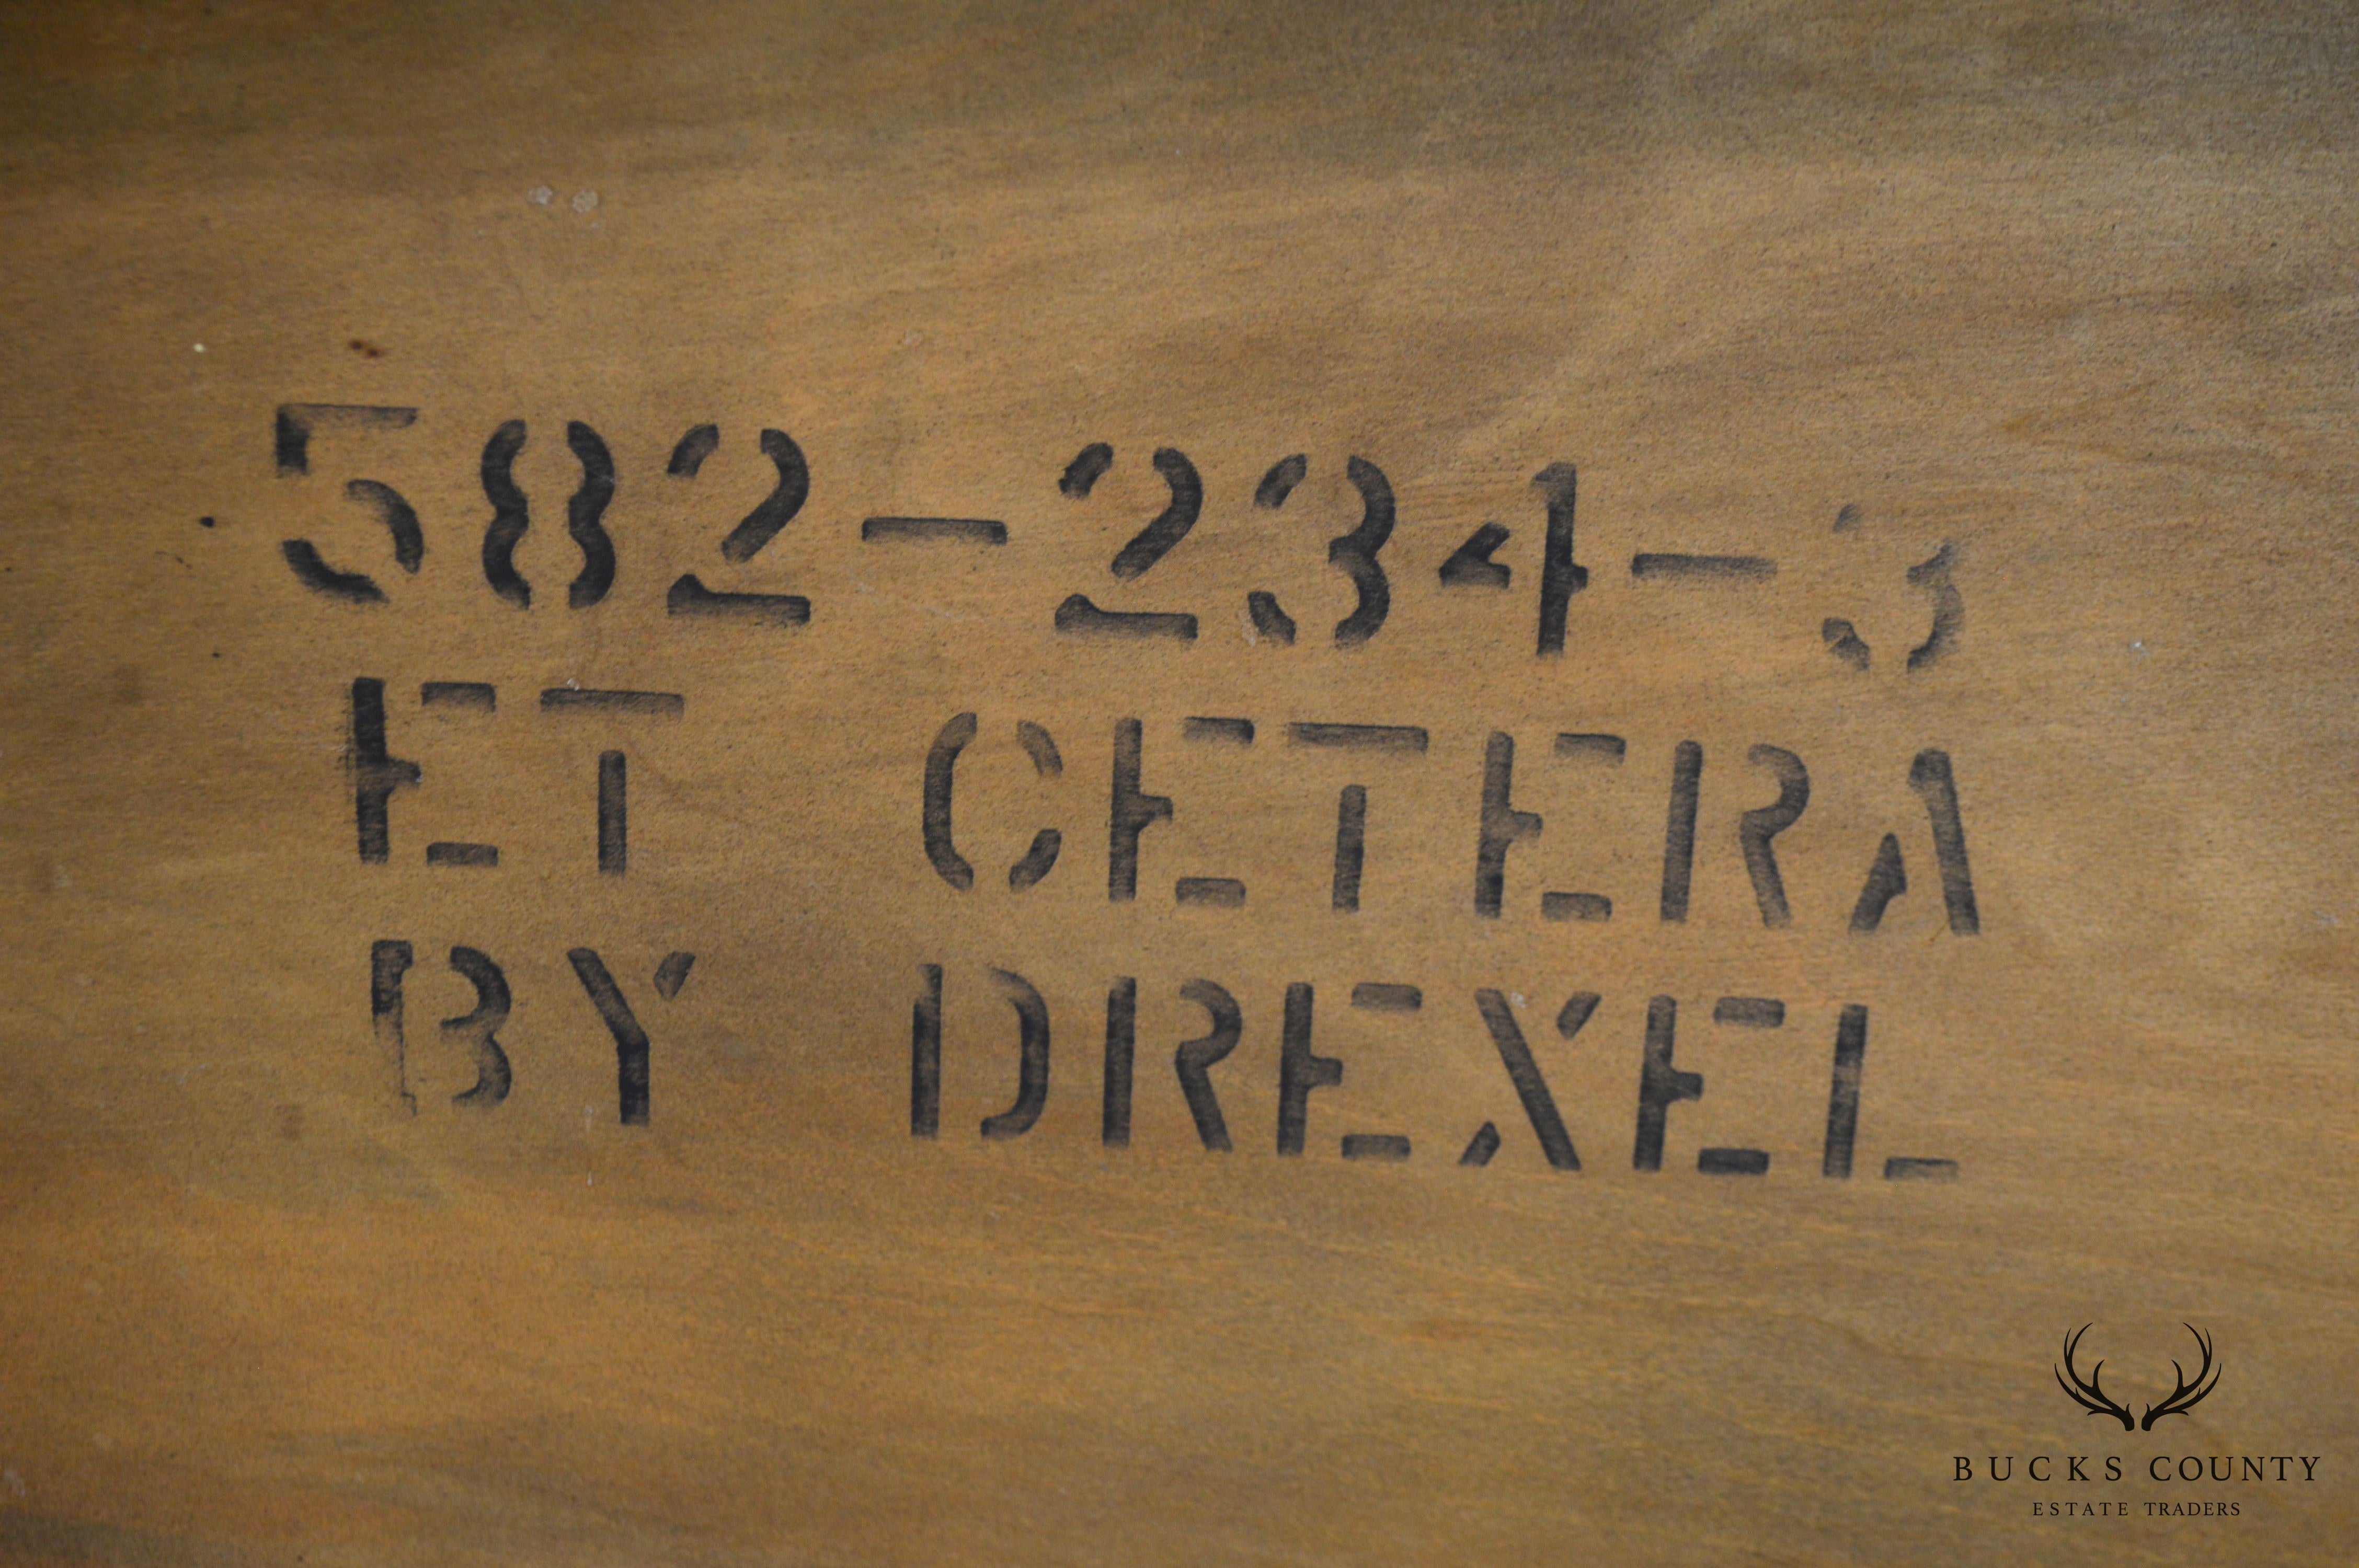 582-234-3
ET CETERA
BY DREXEL
BUCKS COUNTY
ESTATE TRADERS